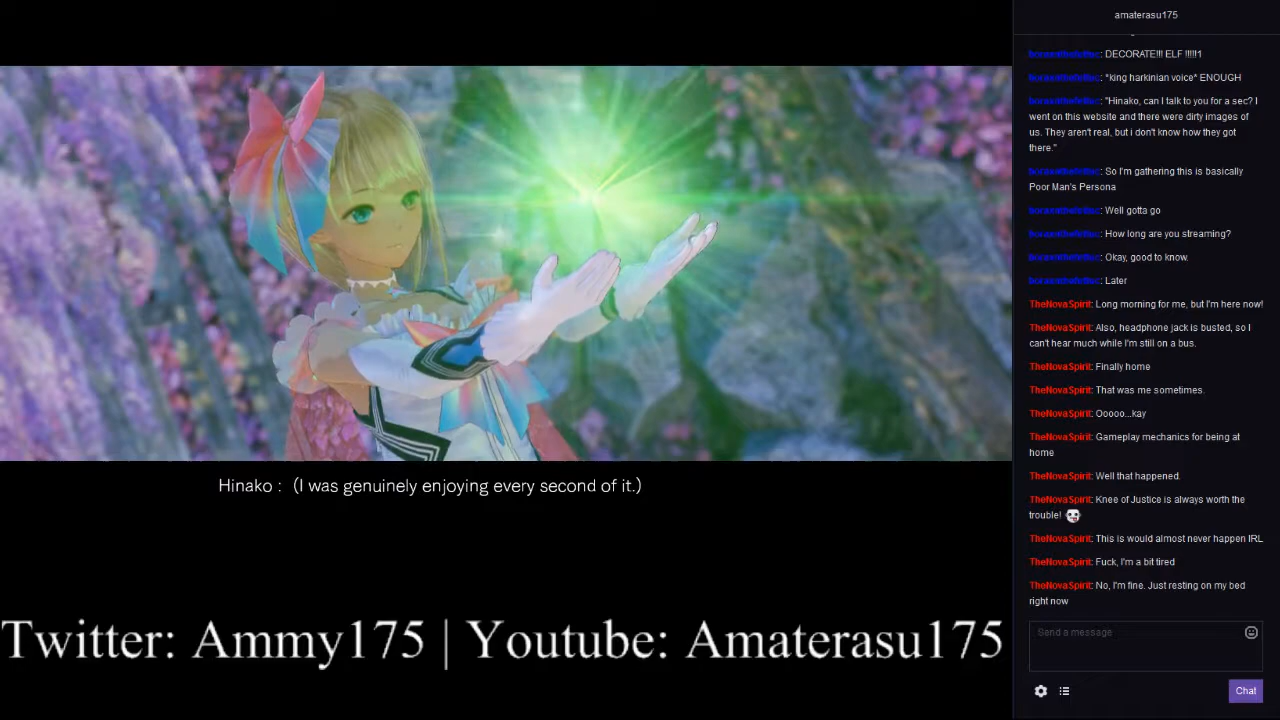 amaterasu175
: DECORATE!!! ELF !!!!!1
: *king harkinian voice* ENOUGH
: "Hinako, can I talk to you for a sec? I
went on this website and there were dirty images of
us. They aren't real, but i don't know how they got
there."
: So I'm gathering this is basically
Poor Man's Persona
: Well gotta go
: How long are you streaming?
: Okay, good to know.
: Later
TheNovaSpirit: Long morning for me, but I'm here now!
TheNovaSpirit: Also, headphone jack is busted, so I
can't hear much while I'm still on a bus.
TheNovaSpirit: Finally home
TheNovaSpirit: That was me sometimes.
TheNovaSpirit: Ooooo...kay
TheNovaSpirit: Gameplay mechanics for being at
home
TheNovaSpirit: Well that happened.
TheNovaSpirit: Knee of Justice is always worth the
trouble!
TheNovaSpirit: This is would almost never happen IRL
TheNovaSpirit: Fuck, I'm a bit tired
TheNovaSpirit: No, I'm fine. Just resting on my bed
right now
Send a message
Chat
Hinako : (I was genuinely enjoying every second of it.)
Twitter: Ammy175 | Youtube: Amaterasu175